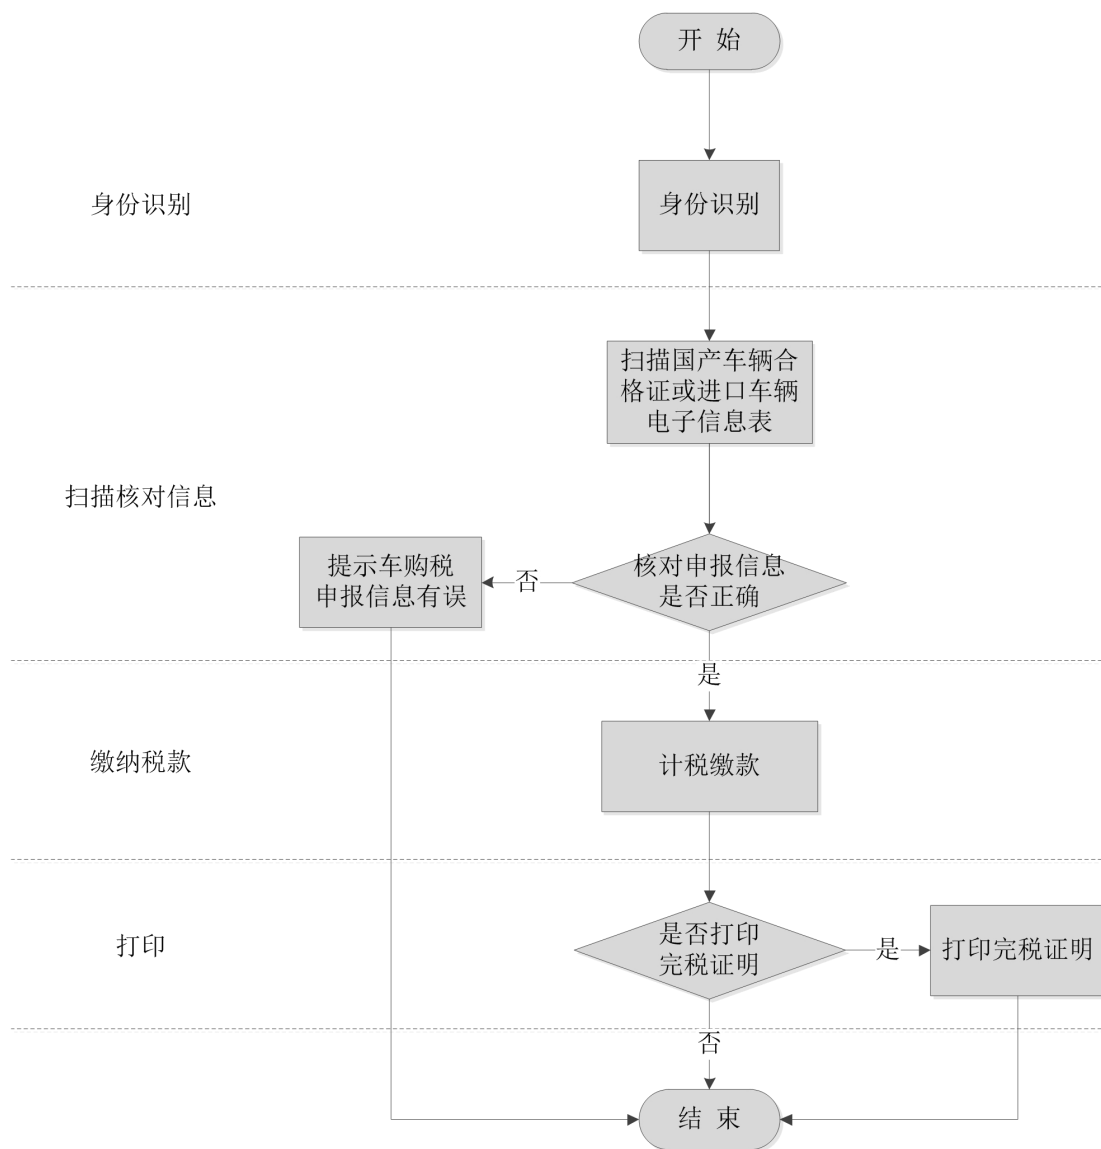 开 始
身份识别
身份识别
扫描国产车辆合
格证或进口车辆
电子信息表
扫描核对信息
提示车购税
申报信息有误
否
核对申报信息
是否正确
是
缴纳税款
计税缴款
打印
是否打印
完税证明
是
打印完税证明
否
结 束